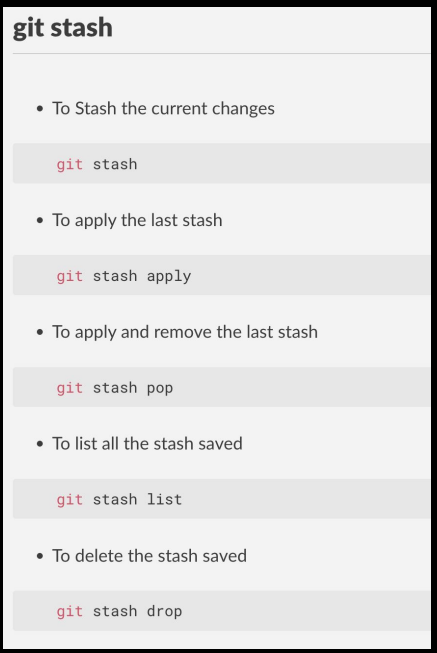 git stash
• To Stash the current changes
git stash
• To apply the last stash
git stash apply
• To apply and remove the last stash
git stash pop
• To list all the stash saved
git stash list
• To delete the stash saved
git stash drop